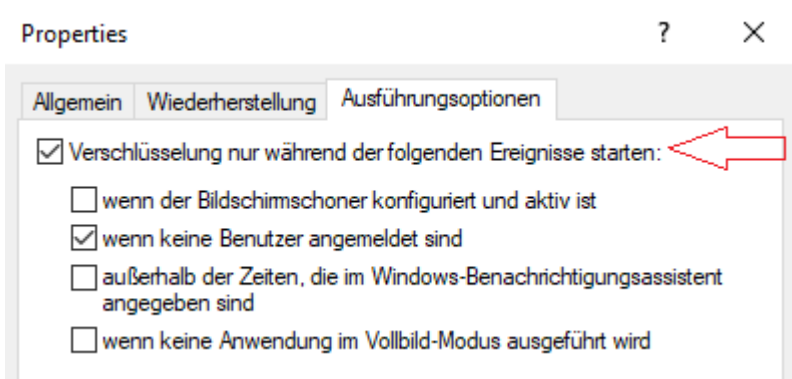 Properties ?
Allgemein Wiederherstellung Ausführungsoptionen
Verschlüsselung nur während der folgenden Ereignisse starten:
wenn der Bildschirmschoner konfiguriert und aktiv ist
wenn keine Benutzer angemeldet sind
außerhalb der Zeiten, die im Windows-Benachrichtigungsassistent
angegeben sind
wenn keine Anwendung im Vollbild-Modus ausgeführt wird